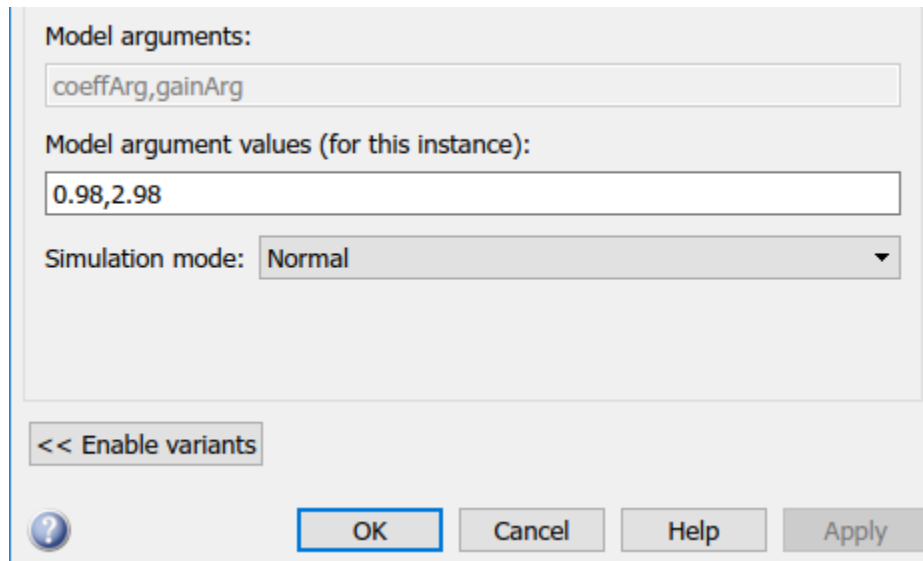 Model arguments:
coeffArg,gainArg
Model argument values (for this instance):
0.98,2.98
Simulation mode: Normal
<< Enable variants
? OK Cancel Help Apply